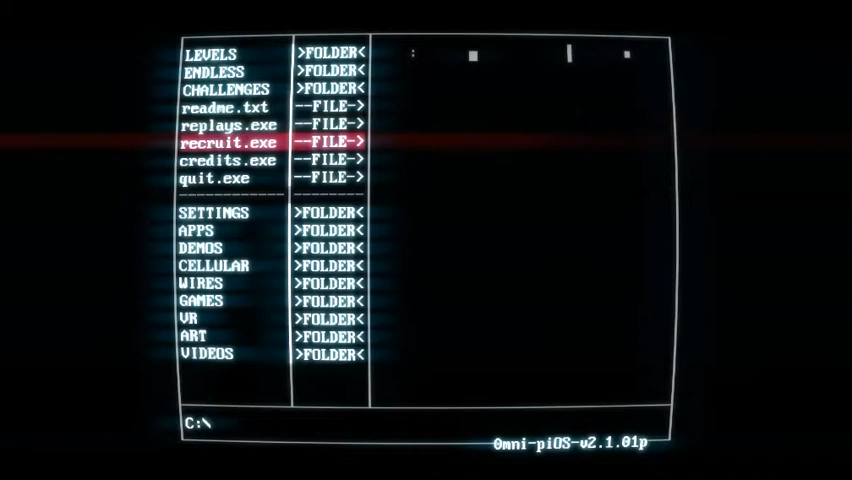 LEVELS >FOLDER<
ENDLESS >FOLDER<
CHALLENGES >FOLDER<
readme.txt --FILE->
replays.exe --FILE->
recruit.exe --FILE->
credits.exe --FILE->
quit.exe --FILE->
------------ --------
SETTINGS >FOLDER<
APPS >FOLDER<
DEMOS >FOLDER<
CELLULAR >FOLDER<
WIRES >FOLDER<
GAMES >FOLDER<
VR >FOLDER<
ART >FOLDER<
VIDEOS >FOLDER<
C:\
0mni-piOS-v2.1.01p